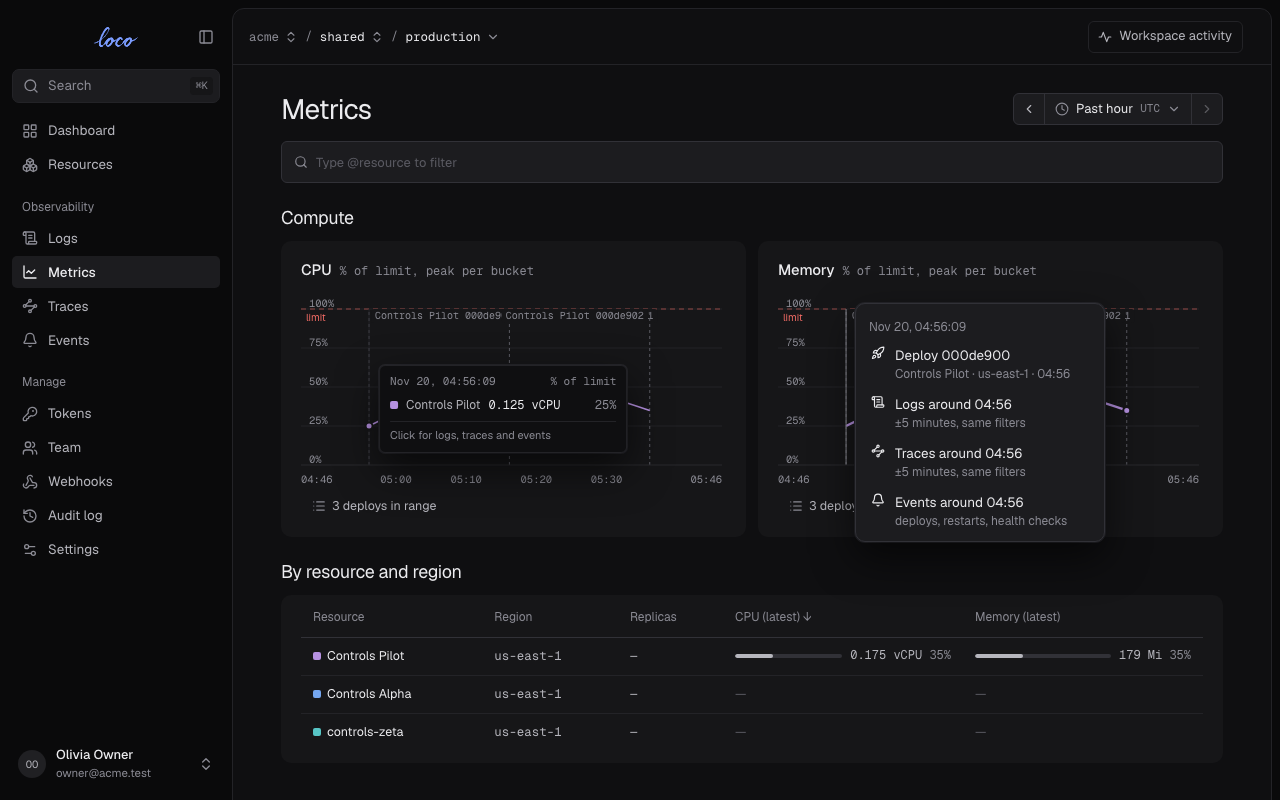 loco
acme / shared / production
Workspace activity
Search ⌘K
Dashboard
Resources
Observability
Logs
Metrics
Traces
Events
Manage
Tokens
Team
Webhooks
Audit log
Settings
OO Olivia Owner
owner@acme.test
Metrics
Past hour UTC
Type @resource to filter
Compute
CPU % of limit, peak per bucket
100%
limit
Controls Pilot 000de9 Controls Pilot 000de902 1
75%
50%
25%
0%
Nov 20, 04:56:09 % of limit
Controls Pilot 0.125 vCPU 25%
Click for logs, traces and events
04:46 05:00 05:10 05:20 05:30 05:46
3 deploys in range
Memory % of limit, peak per bucket
100%
limit
902 1
75%
50%
25%
0%
Nov 20, 04:56:09
Deploy 000de900
Controls Pilot · us-east-1 · 04:56
Logs around 04:56
±5 minutes, same filters
Traces around 04:56
±5 minutes, same filters
Events around 04:56
deploys, restarts, health checks
04:46 05:46
3 deploy
By resource and region
Resource Region Replicas CPU (latest) ↓ Memory (latest)
Controls Pilot us-east-1 — 0.175 vCPU 35% 179 Mi 35%
Controls Alpha us-east-1 — — —
controls-zeta us-east-1 — — —